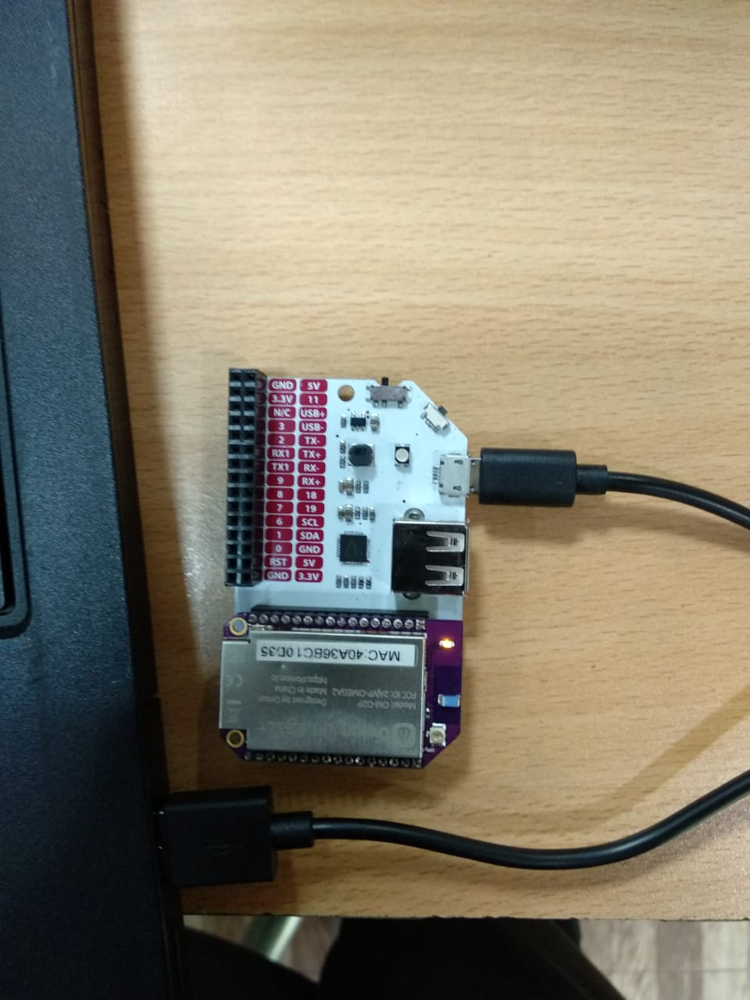 GND 5V
3.3V 11
N/C USB+
3 USB-
2 TX-
RX1 TX+
TX1 RX-
9 RX+
8 18
7 19
6 SCL
1 SDA
0 GND
RST 5V
GND 3.3V
Model: OM-O2P
FCC ID: 2AJVP-OMEGA2
Designed by Onion Made in China
https://onion.io
CE
MAC:40A36BC10D35